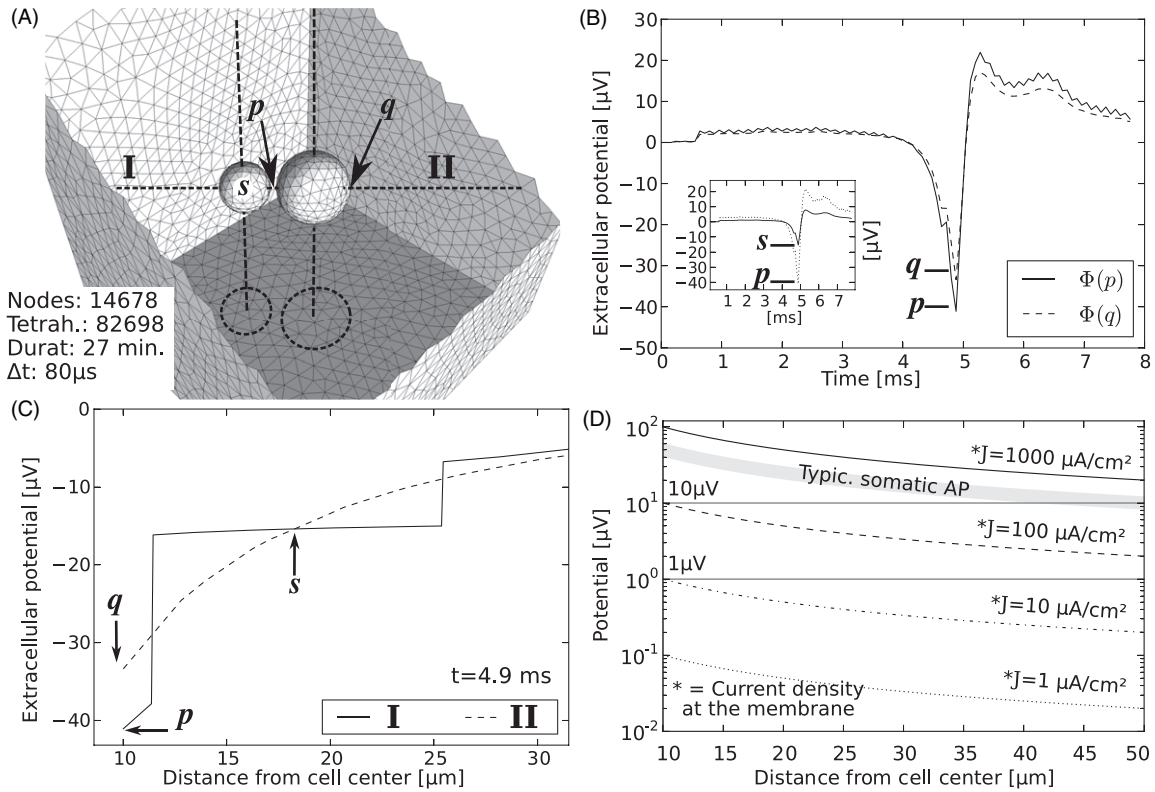 (A)
I
s
p
q
II
Nodes: 14678
Tetrah.: 82698
Durat: 27 min.
Δt: 80μs
(B)
Extracellular potential [μV]
30
20
10
0
−10
−20
−30
−40
−50
0 1 2 3 4 5 6 7 8
Time [ms]
q
p
Φ(p)
Φ(q)
20
10
0
−10
−20
−30
−40
1 2 3 4 5 6 7
[ms]
[μV]
s
p
(C)
Extracellular potential [μV]
0
−10
−20
−30
−40
10 15 20 25 30
Distance from cell center [μm]
q
p
s
t=4.9 ms
I
II
(D)
Potential [μV]
10²
10¹
10⁰
10⁻¹
10⁻²
10 15 20 25 30 35 40 45 50
Distance from cell center [μm]
*J=1000 μA/cm²
Typic. somatic AP
10μV
*J=100 μA/cm²
1μV
*J=10 μA/cm²
*J=1 μA/cm²
* = Current density
at the membrane